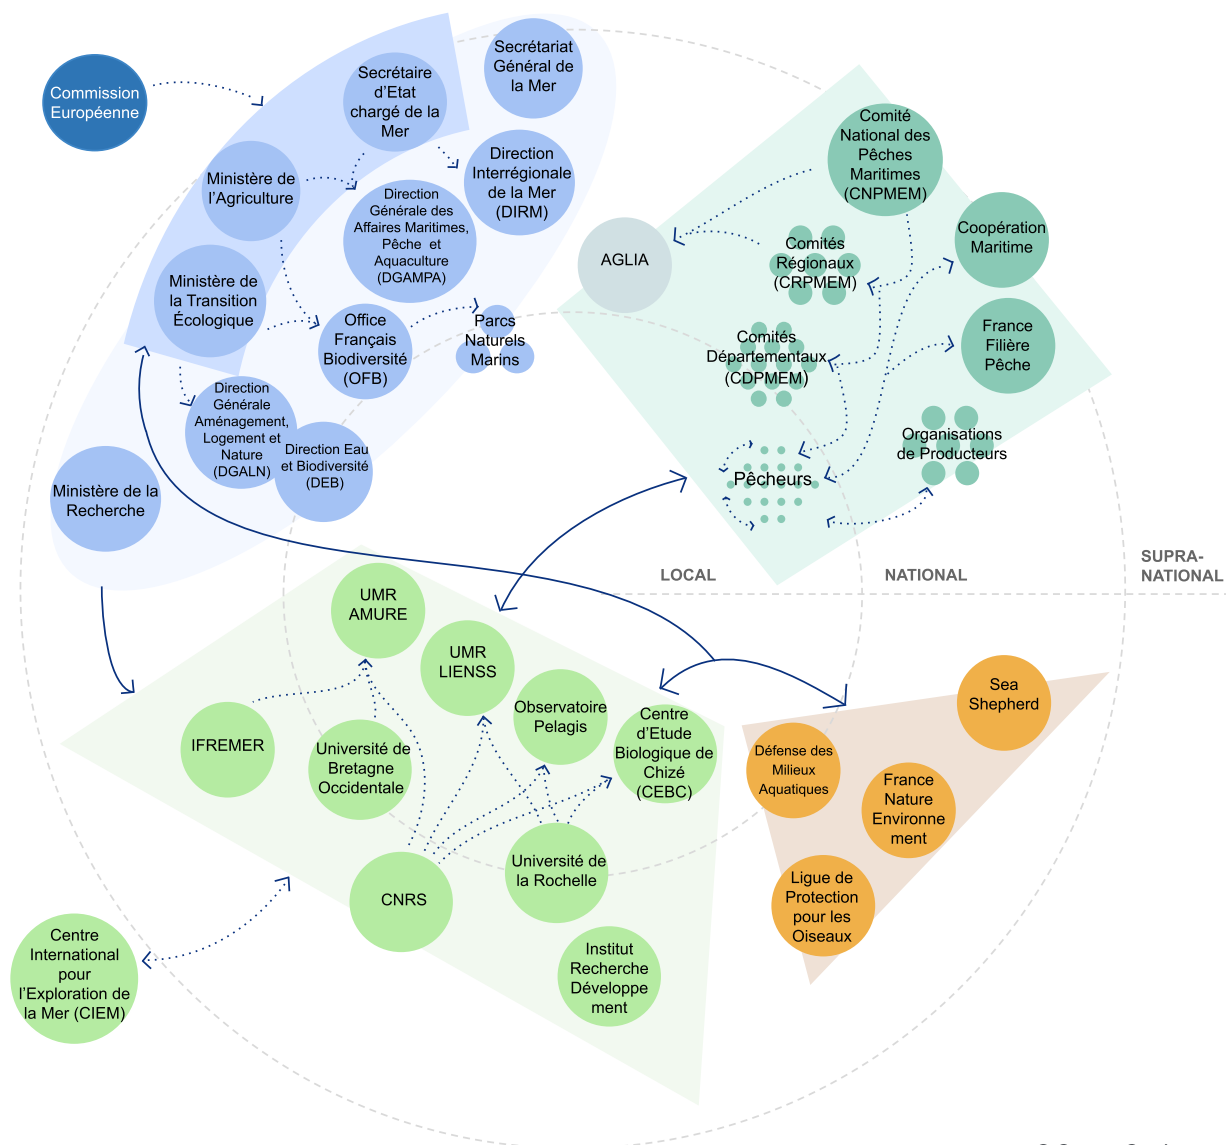 Commission
Européenne
Secrétaire
d'Etat
chargé de la
Mer
Secrétariat
Général de
la Mer
Ministère de
l'Agriculture
Direction
Interrégionale
de la Mer
(DIRM)
Direction
Générale des
Affaires Maritimes,
Pêche et
Aquaculture
(DGAMPA)
Ministère de
la Transition
Écologique
Office
Français
Biodiversité
(OFB)
Parcs
Naturels
Marins
Direction
Générale
Aménagement,
Logement et
Nature
(DGALN)
Direction Eau
et Biodiversité
(DEB)
Ministère de la
Recherche
Comité
National des
Pêches
Maritimes
(CNPMEM)
AGLIA
Comités
Régionaux
(CRPMEM)
Coopération
Maritime
Comités
Départementaux
(CDPMEM)
France
Filière
Pêche
Organisations
de Producteurs
Pêcheurs
LOCAL
NATIONAL
SUPRA-
NATIONAL
UMR
AMURE
UMR
LIENSS
Observatoire
Pelagis
Centre
d'Etude
Biologique de
Chizé
(CEBC)
IFREMER
Université de
Bretagne
Occidentale
CNRS
Université de
la Rochelle
Institut
Recherche
Développe
ment
Centre
International
pour
l'Exploration de
la Mer (CIEM)
Sea
Shepherd
Défense des
Milieux
Aquatiques
France
Nature
Environne
ment
Ligue de
Protection
pour les
Oiseaux